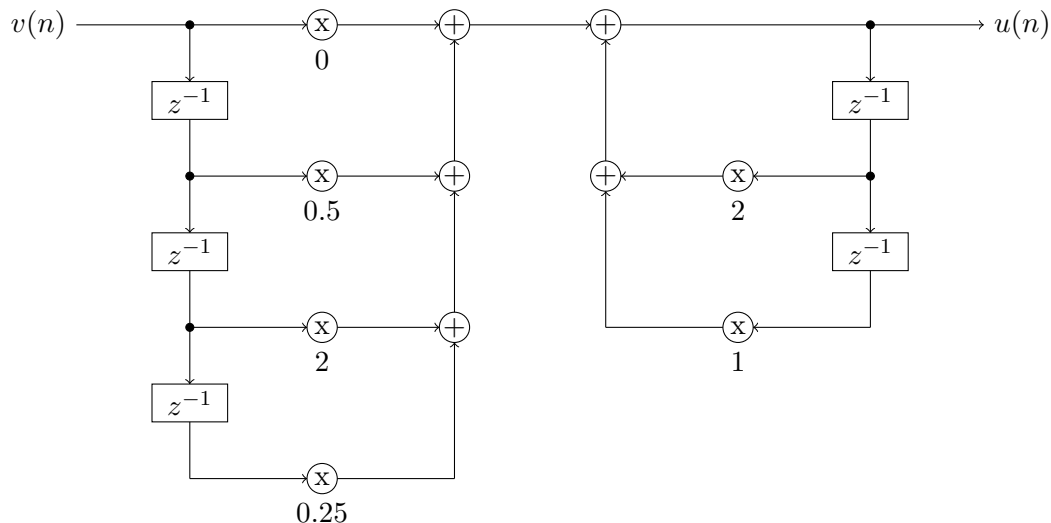 v(n) x + + u(n)
0
z⁻¹ z⁻¹
x + + x
0.5 2
z⁻¹ z⁻¹
x + x
2 1
z⁻¹
x
0.25